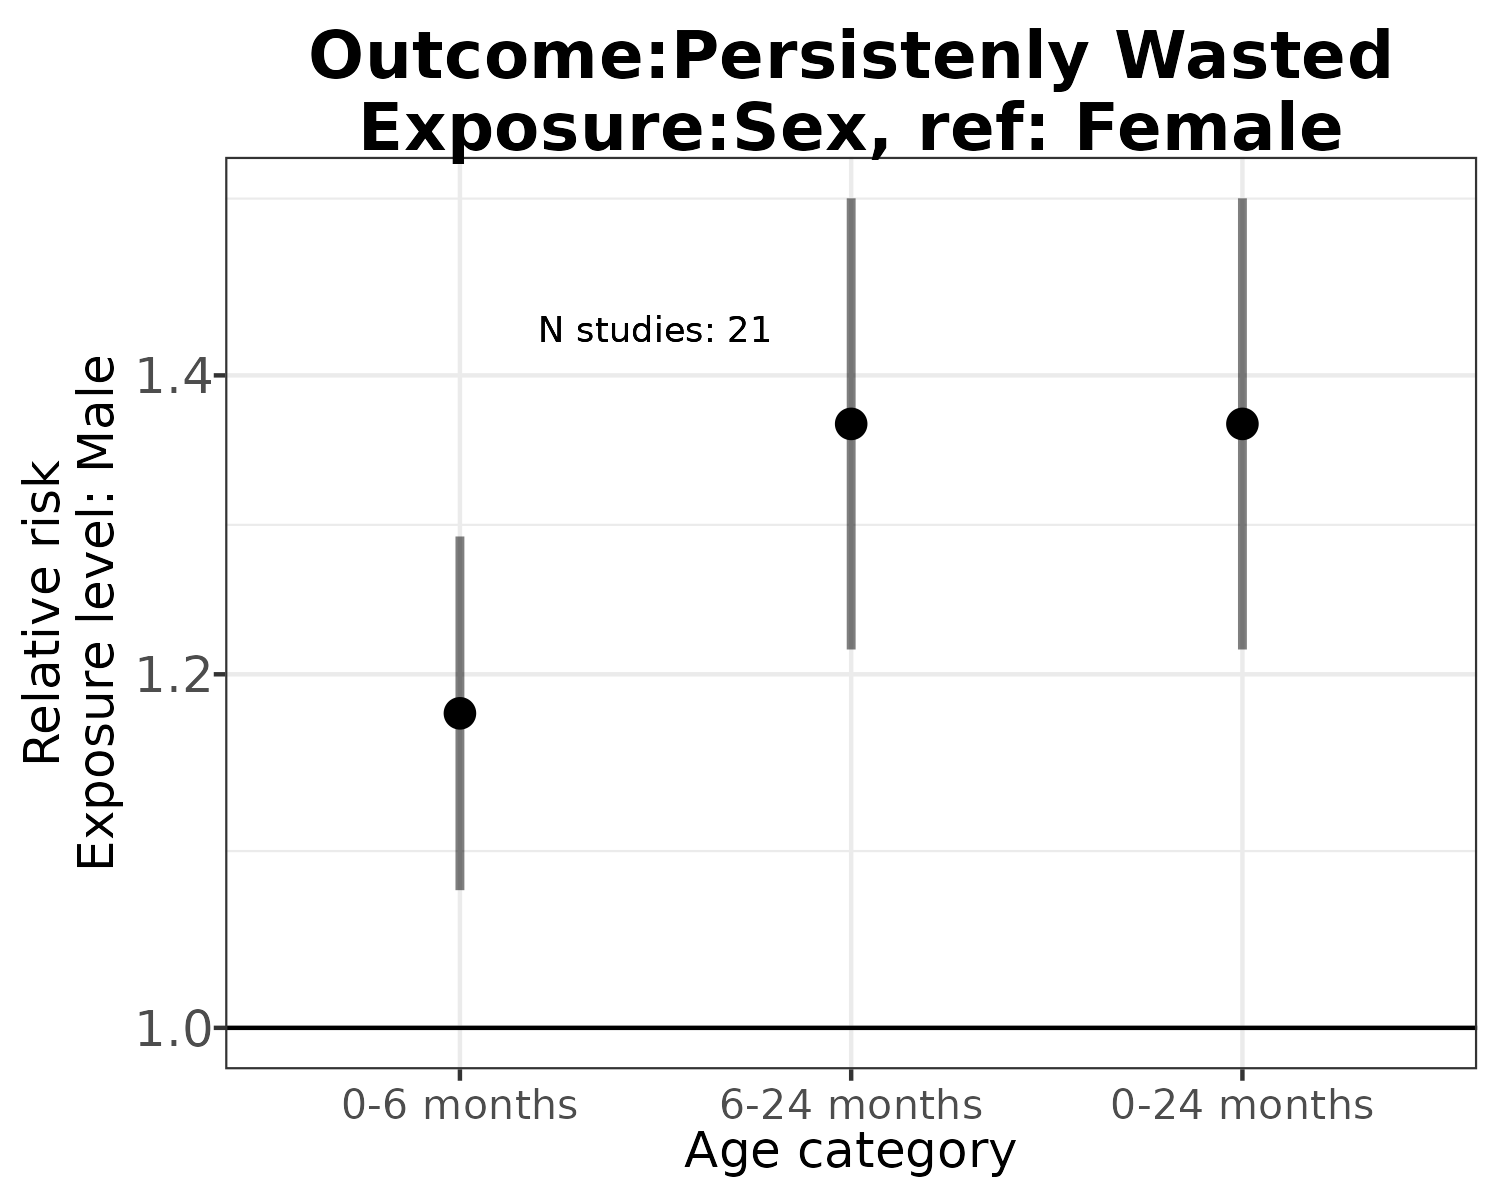 Outcome:Persistenly Wasted
Exposure:Sex, ref: Female
N studies: 21
Relative risk
Exposure level: Male
1.4
1.2
1.0
0-6 months
6-24 months
0-24 months
Age category